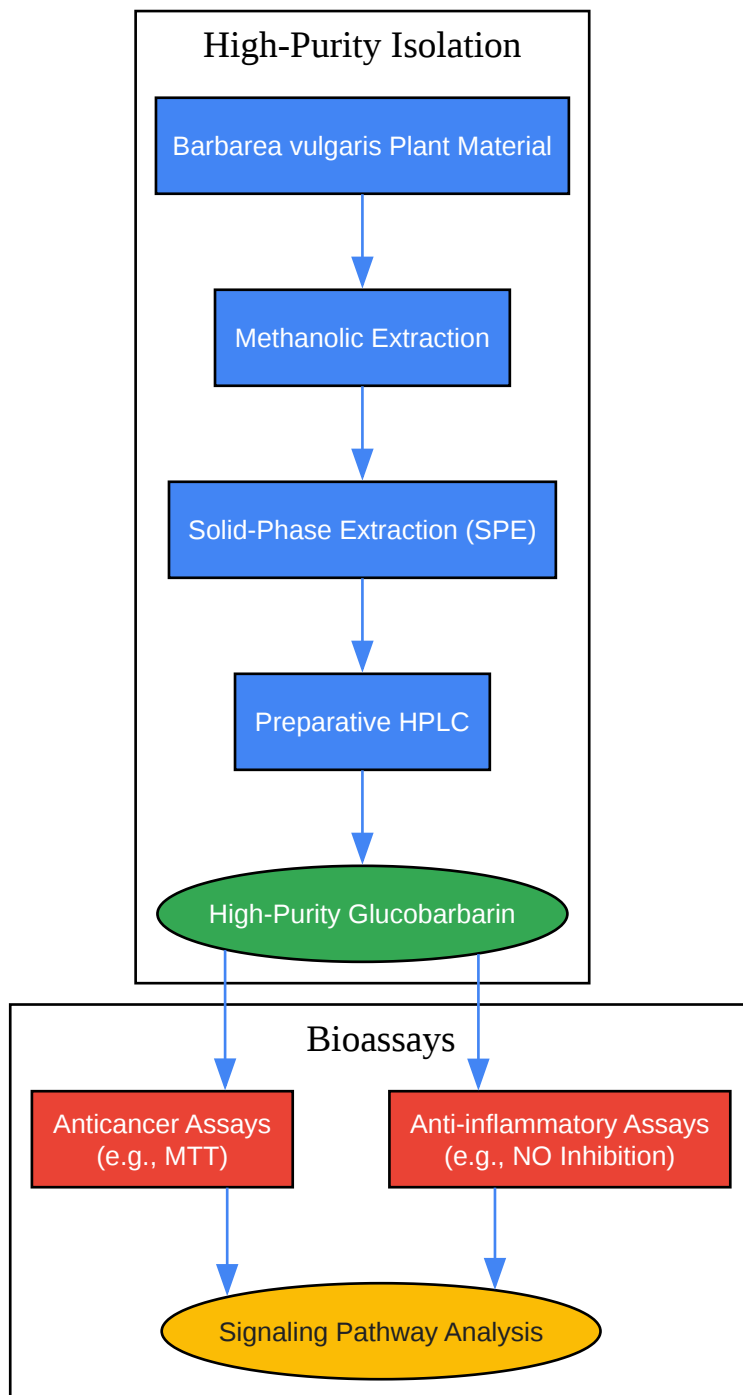 High-Purity Isolation
Barbarea vulgaris Plant Material
Methanolic Extraction
Solid-Phase Extraction (SPE)
Preparative HPLC
High-Purity Glucobarbarin
Bioassays
Anticancer Assays
(e.g., MTT)
Anti-inflammatory Assays
(e.g., NO Inhibition)
Signaling Pathway Analysis